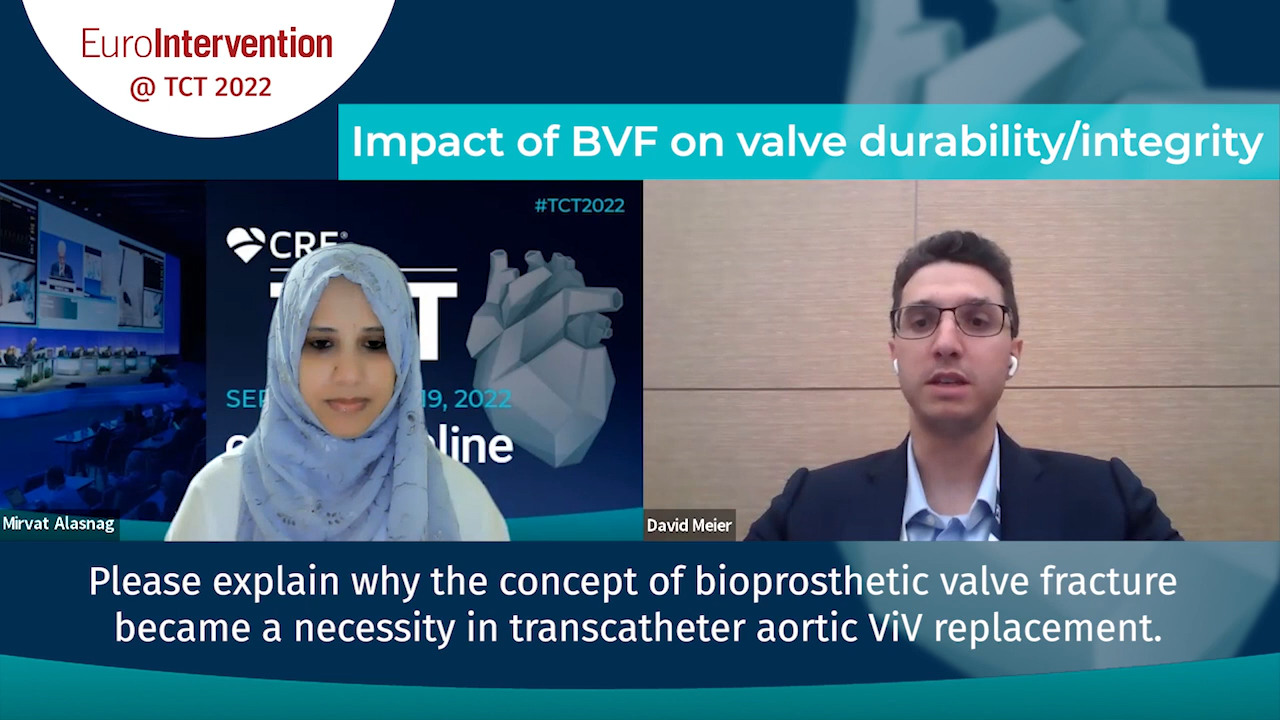 EuroIntervention
@ TCT 2022
Impact of BVF on valve durability/integrity
#TCT2022
CRF
19, 2022
Mirvat Alasnag
David Meier
Please explain why the concept of bioprosthetic valve fracture
became a necessity in transcatheter aortic ViV replacement.